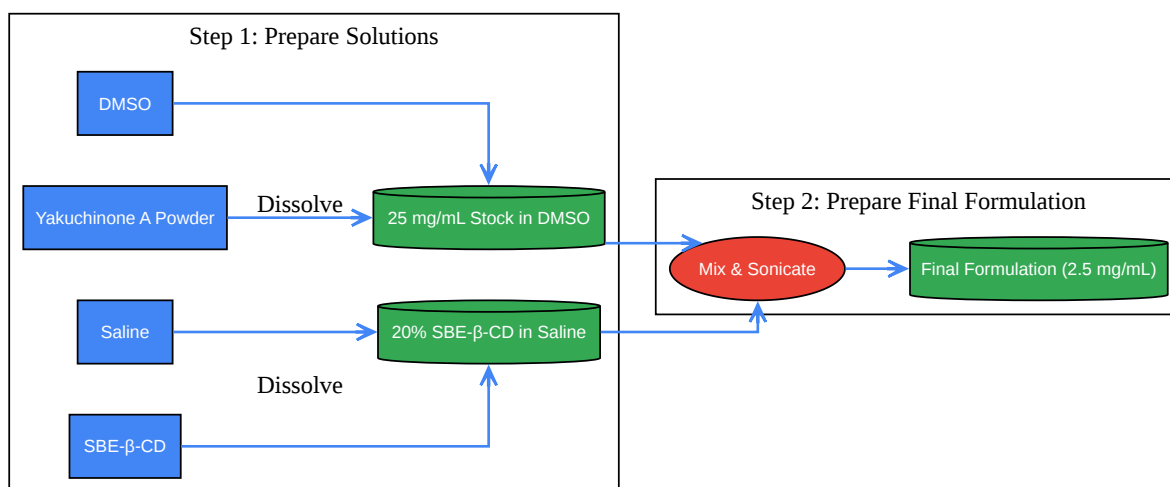 Step 1: Prepare Solutions
DMSO
Yakuchinone A Powder
Dissolve
25 mg/mL Stock in DMSO
Saline
20% SBE-β-CD in Saline
Dissolve
SBE-β-CD
Step 2: Prepare Final Formulation
Mix & Sonicate
Final Formulation (2.5 mg/mL)